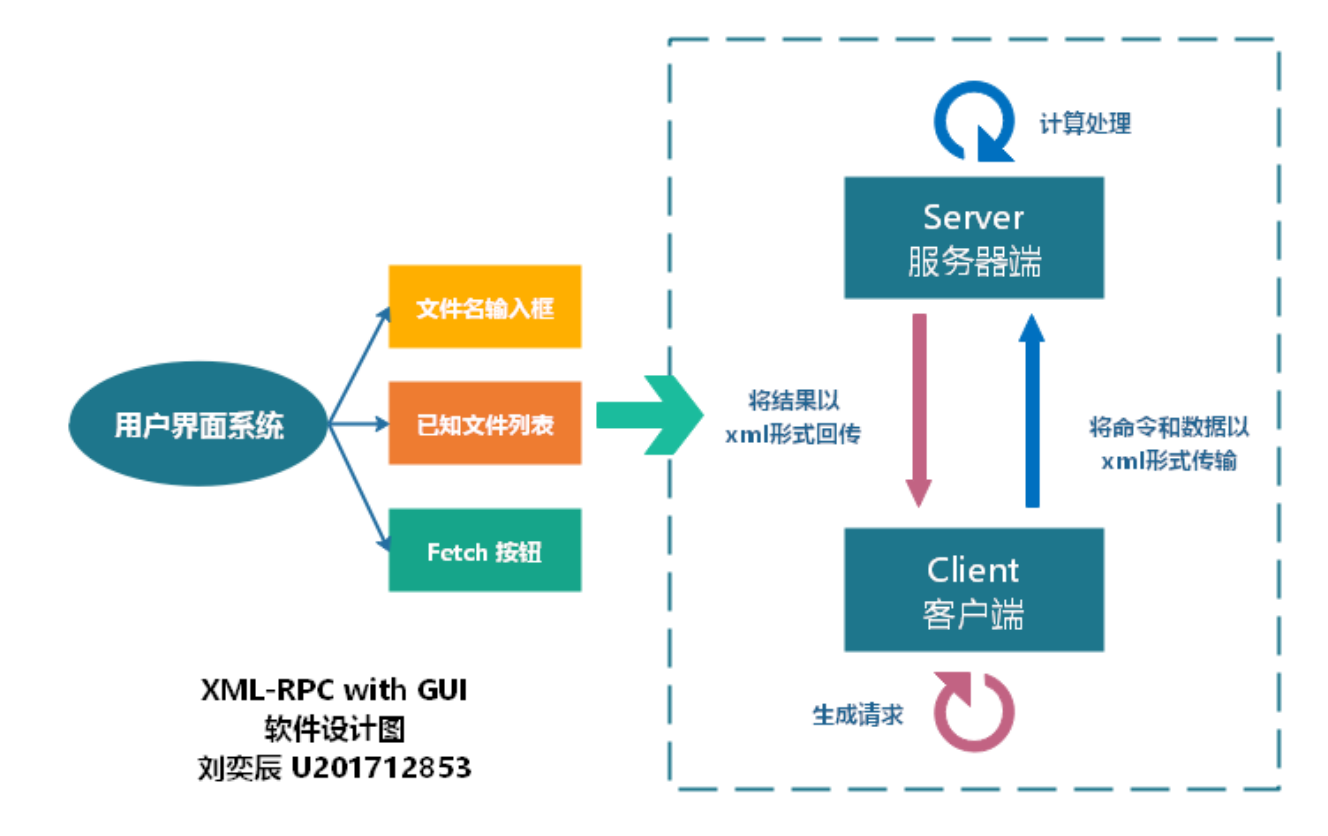 用户界面系统
文件名输入框
已知文件列表
Fetch 按钮
XML-RPC with GUI
软件设计图
刘奕辰 U201712853
计算处理
Server
服务器端
将结果以
xml形式回传
将命令和数据以
xml形式传输
Client
客户端
生成请求